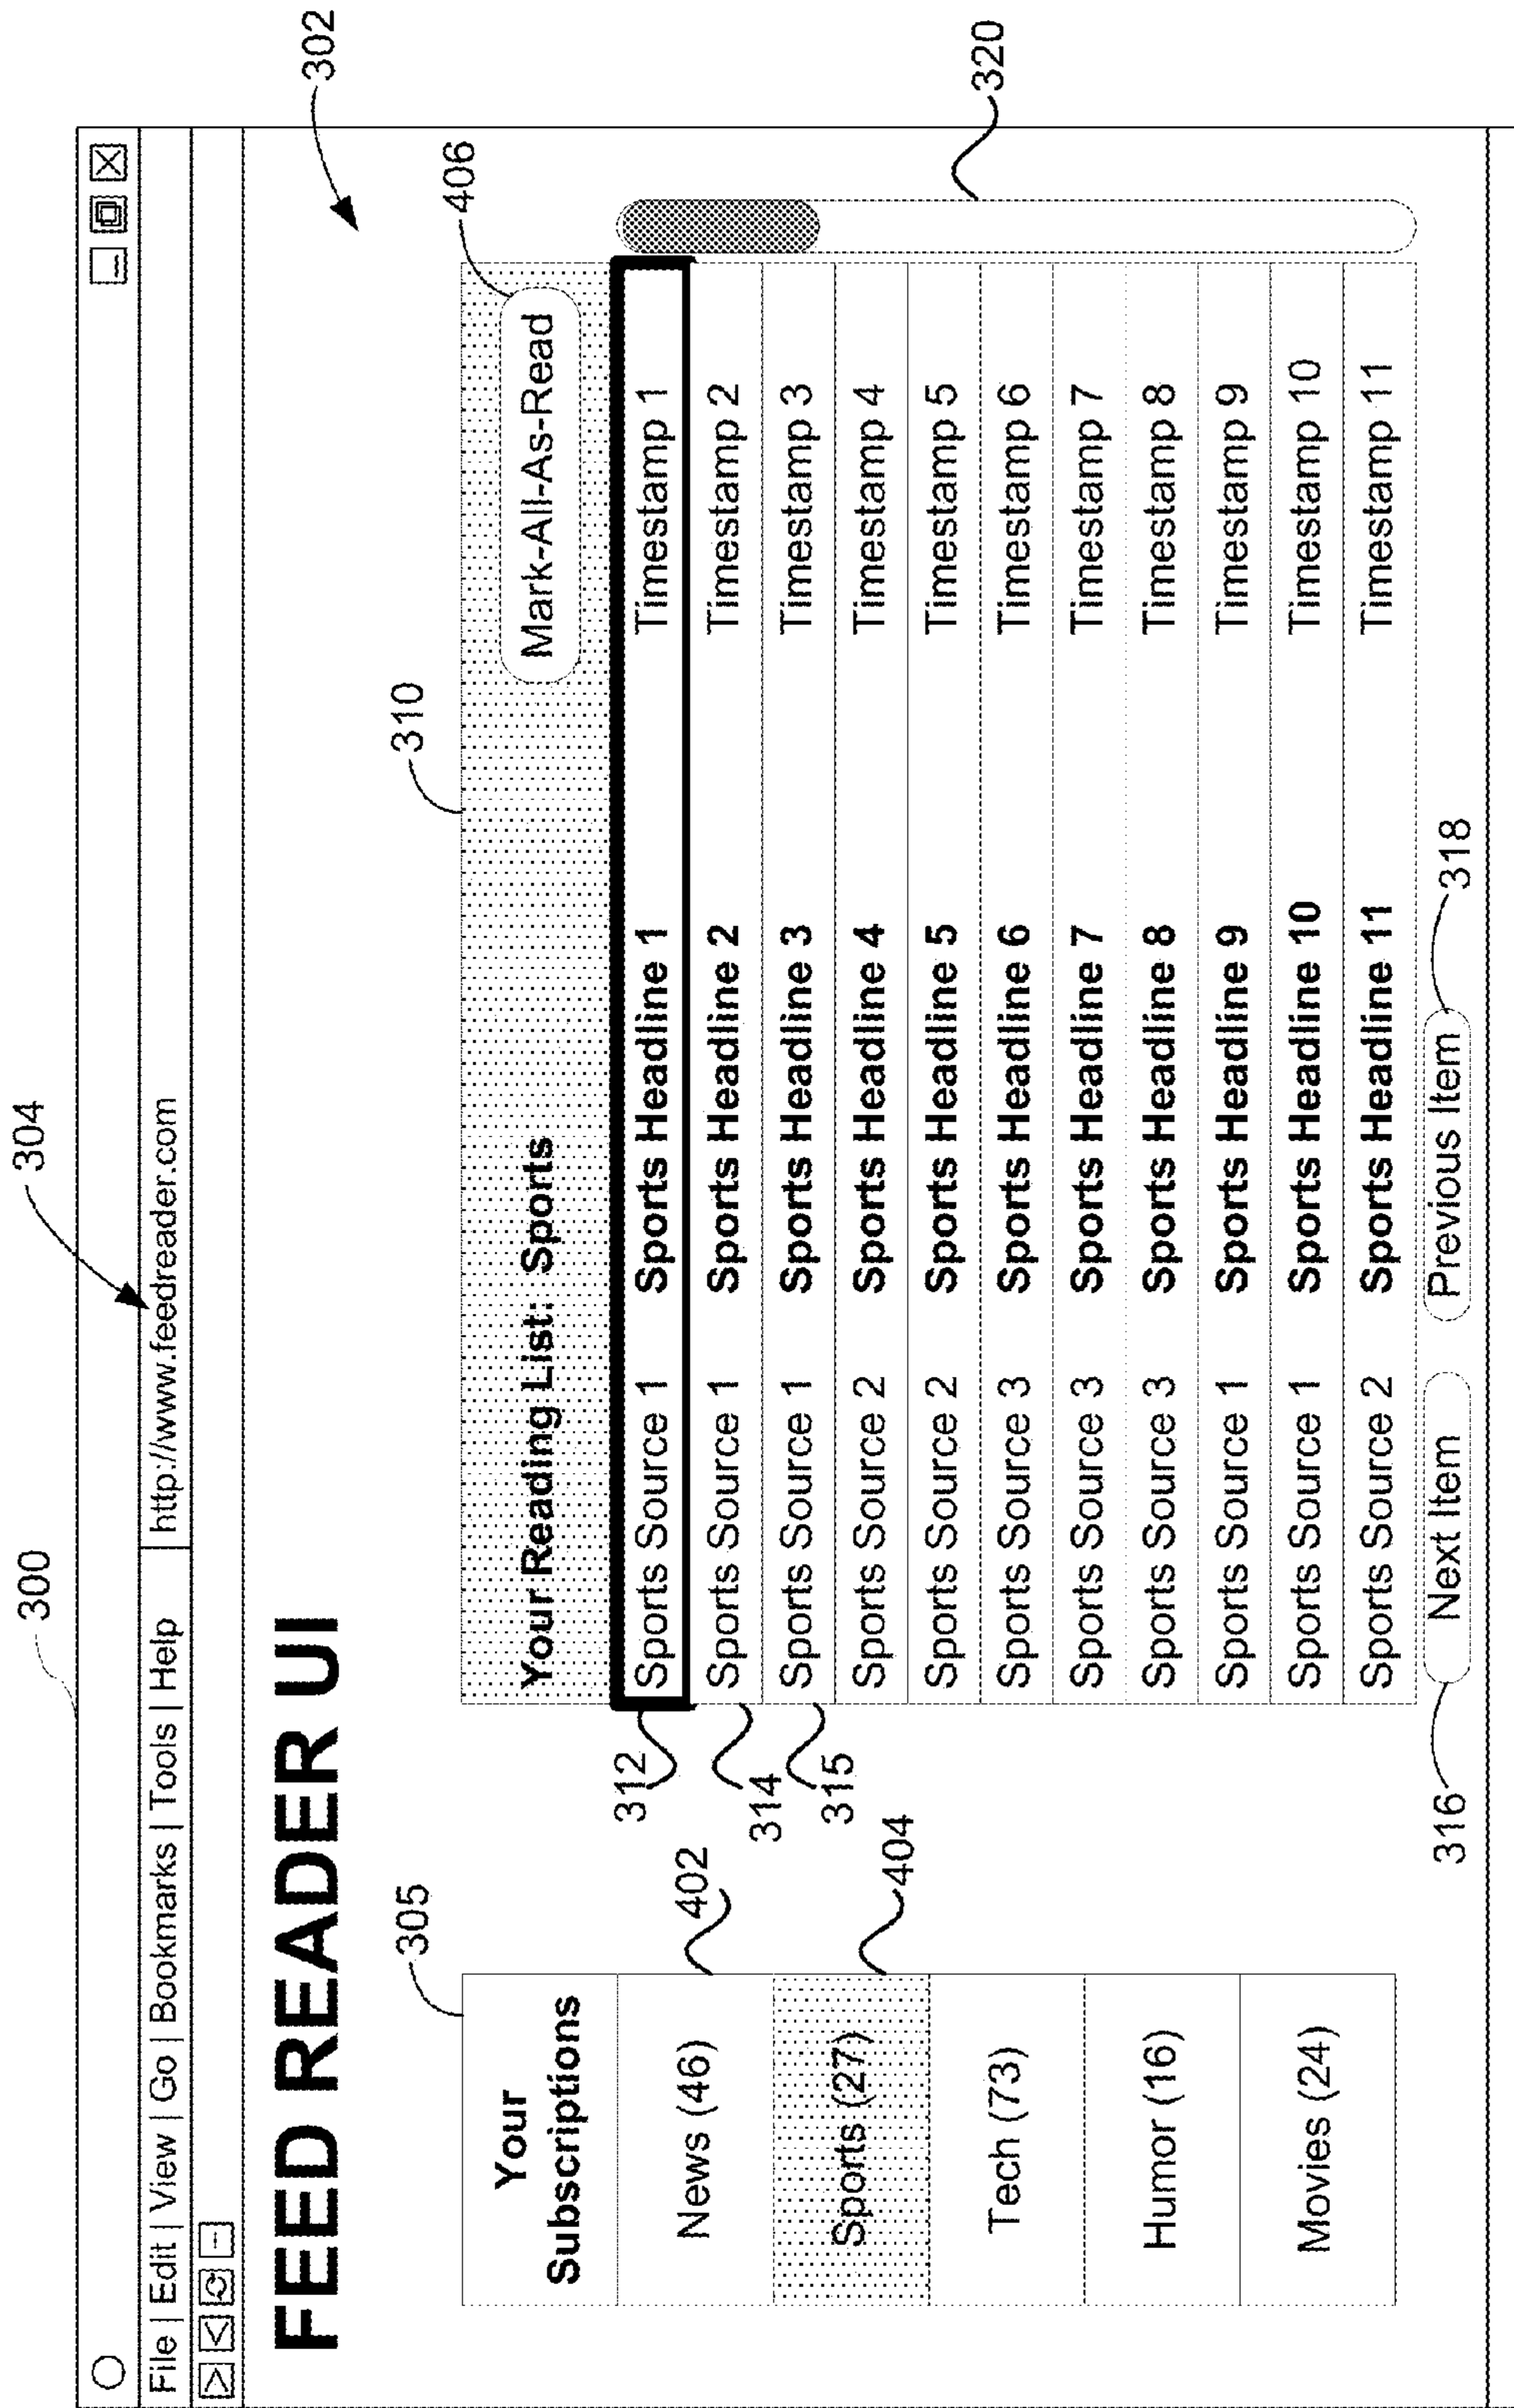 300
304
302
File | Edit | View | Go | Bookmarks | Tools | Help
http://www.feedreader.com
FEED READER UI
305
Your
Subscriptions
News (46)
Sports (27)
Tech (73)
Humor (16)
Movies (24)
402
404
310
406
Your Reading List: Sports
Mark-All-As-Read
Sports Source 1 Sports Headline 1 Timestamp 1
Sports Source 1 Sports Headline 2 Timestamp 2
Sports Source 1 Sports Headline 3 Timestamp 3
Sports Source 2 Sports Headline 4 Timestamp 4
Sports Source 2 Sports Headline 5 Timestamp 5
Sports Source 3 Sports Headline 6 Timestamp 6
Sports Source 3 Sports Headline 7 Timestamp 7
Sports Source 3 Sports Headline 8 Timestamp 8
Sports Source 1 Sports Headline 9 Timestamp 9
Sports Source 1 Sports Headline 10 Timestamp 10
Sports Source 2 Sports Headline 11 Timestamp 11
312
314
315
320
316
Next Item
Previous Item
318